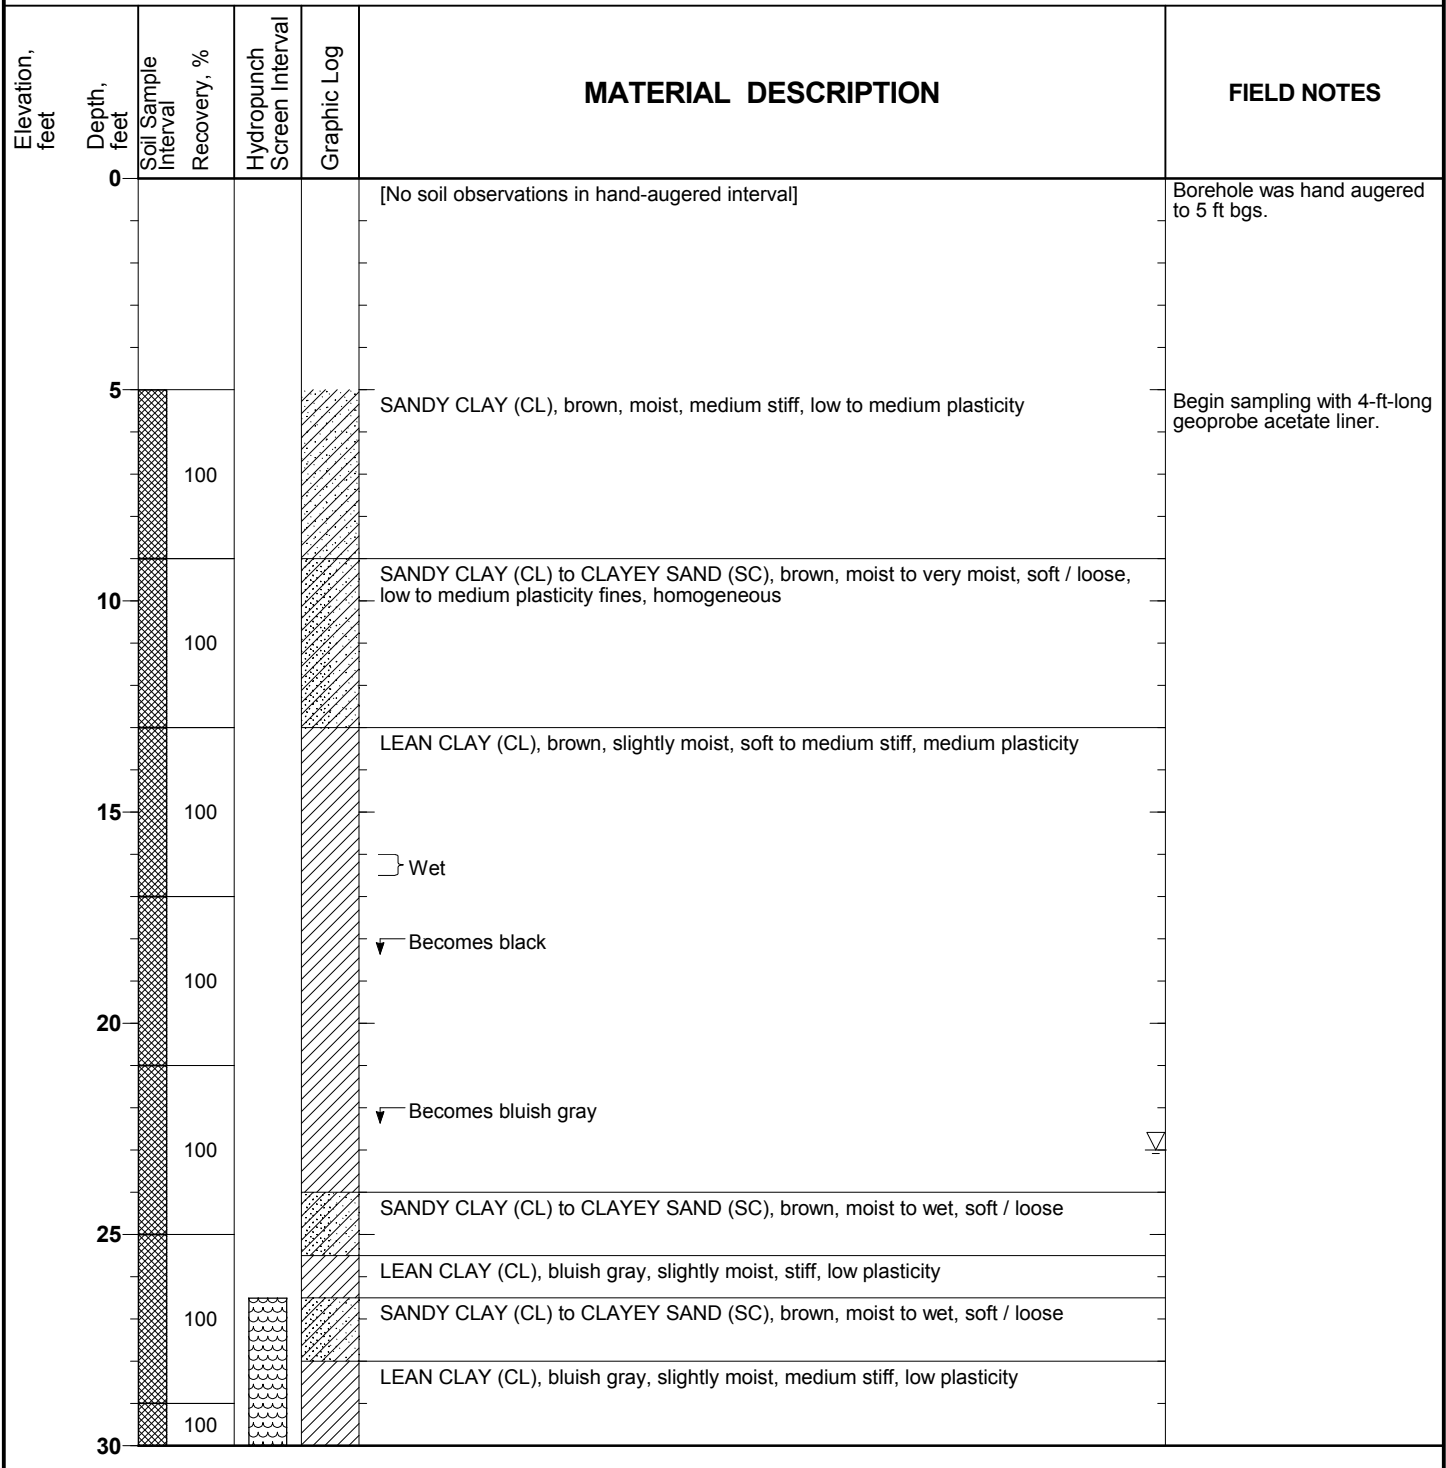 Elevation,
feet
Depth,
feet
Soil Sample
Interval
Recovery, %
Hydropunch
Screen Interval
Graphic Log
MATERIAL DESCRIPTION
FIELD NOTES
0
[No soil observations in hand-augered interval]
Borehole was hand augered
to 5 ft bgs.
5
SANDY CLAY (CL), brown, moist, medium stiff, low to medium plasticity
Begin sampling with 4-ft-long
geoprobe acetate liner.
100
SANDY CLAY (CL) to CLAYEY SAND (SC), brown, moist to very moist, soft / loose,
low to medium plasticity fines, homogeneous
10
100
LEAN CLAY (CL), brown, slightly moist, soft to medium stiff, medium plasticity
15
100
Wet
Becomes black
100
20
Becomes bluish gray
100
SANDY CLAY (CL) to CLAYEY SAND (SC), brown, moist to wet, soft / loose
25
LEAN CLAY (CL), bluish gray, slightly moist, stiff, low plasticity
SANDY CLAY (CL) to CLAYEY SAND (SC), brown, moist to wet, soft / loose
100
LEAN CLAY (CL), bluish gray, slightly moist, medium stiff, low plasticity
100
30